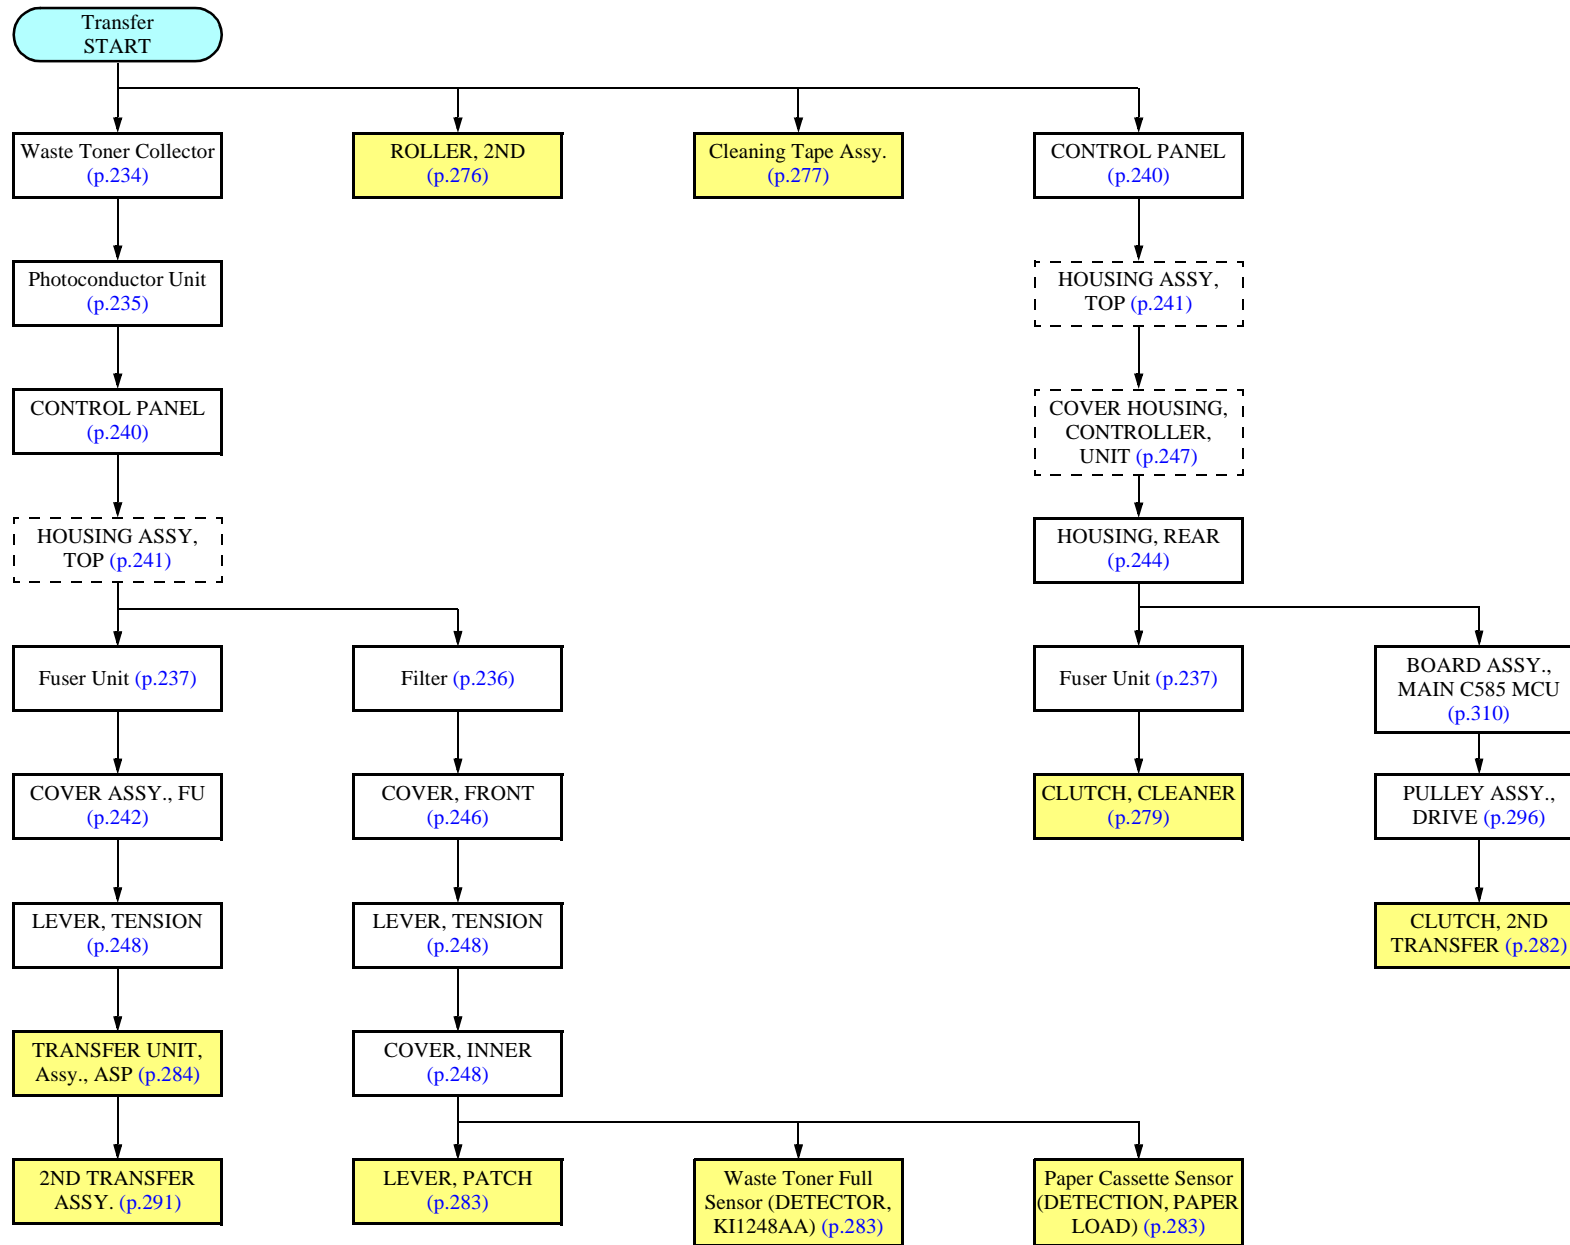 Transfer
START
Waste Toner Collector
(p.234)
ROLLER, 2ND
(p.276)
Cleaning Tape Assy.
(p.277)
CONTROL PANEL
(p.240)
Photoconductor Unit
(p.235)
HOUSING ASSY,
TOP (p.241)
CONTROL PANEL
(p.240)
COVER HOUSING,
CONTROLLER,
UNIT (p.247)
HOUSING ASSY,
TOP (p.241)
HOUSING, REAR
(p.244)
Fuser Unit (p.237)
Filter (p.236)
Fuser Unit (p.237)
BOARD ASSY.,
MAIN C585 MCU
(p.310)
COVER ASSY., FU
(p.242)
COVER, FRONT
(p.246)
CLUTCH, CLEANER
(p.279)
PULLEY ASSY.,
DRIVE (p.296)
LEVER, TENSION
(p.248)
LEVER, TENSION
(p.248)
CLUTCH, 2ND
TRANSFER (p.282)
TRANSFER UNIT,
Assy., ASP (p.284)
COVER, INNER
(p.248)
2ND TRANSFER
ASSY. (p.291)
LEVER, PATCH
(p.283)
Waste Toner Full
Sensor (DETECTOR,
KI1248AA) (p.283)
Paper Cassette Sensor
(DETECTION, PAPER
LOAD) (p.283)